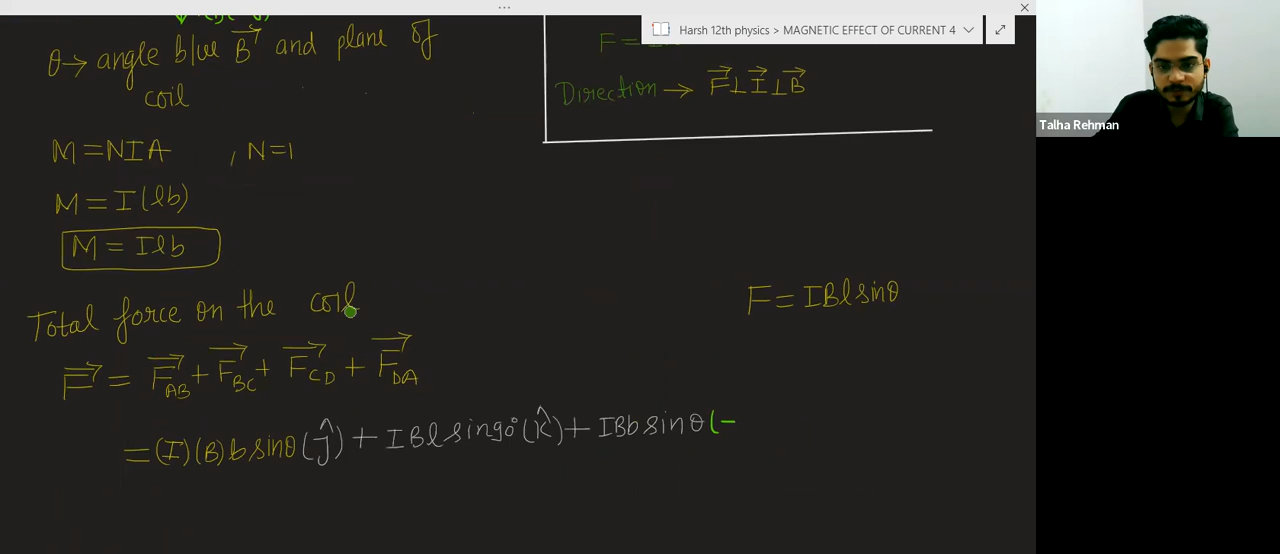 Harsh 12th physics > MAGNETIC EFFECT OF CURRENT 4
Talha Rehman
θ → angle b/w B⃗ and plane of
coil
M = NIA , N = 1
M = I(lb)
M = Ilb
Total force on the coil
F⃗ = F⃗AB + F⃗BC + F⃗CD + F⃗DA
= (I)(B) b sinθ (ĵ) + IBl sin90° (k̂) + IBb sinθ (-
F =
Direction → F⃗ ⊥ I⃗ ⊥ B⃗
F = IBl sinθ